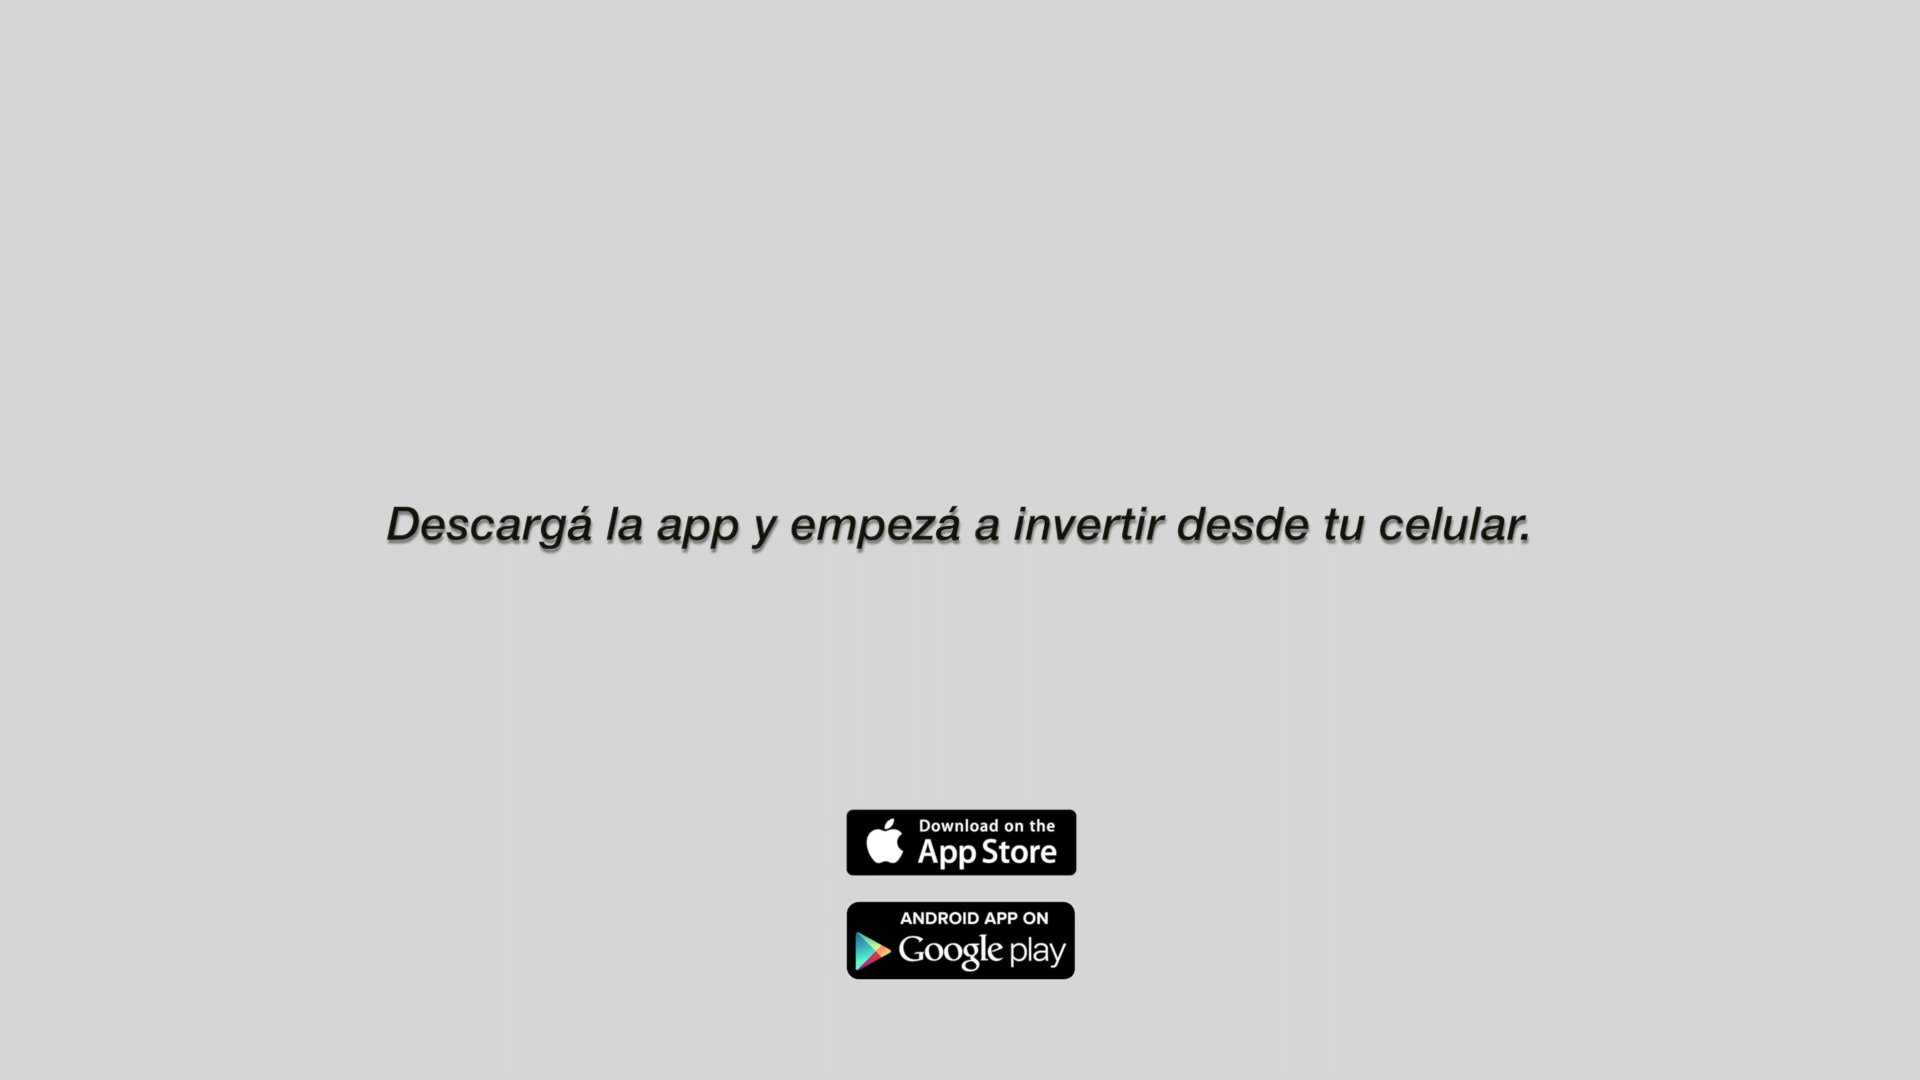 Descargá la app y empezá a invertir desde tu celular.
Download on the
App Store
ANDROID APP ON
Google play